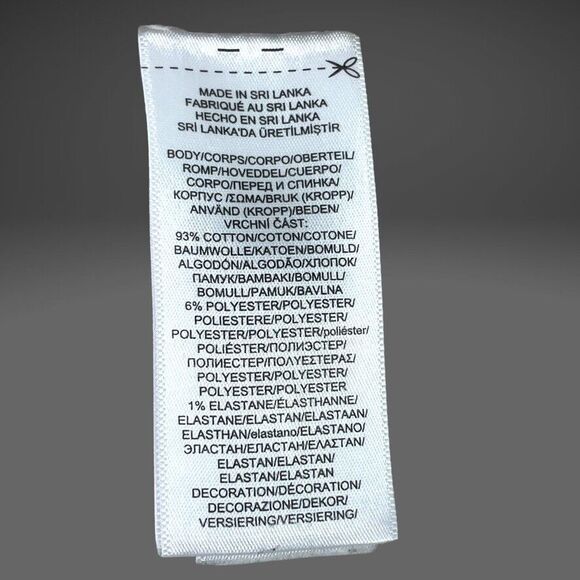 MADE IN SRI LANKA
FABRIQUÉ AU SRI LANKA
HECHO EN SRI LANKA
SRİ LANKA'DA ÜRETİLMİŞTİR
BODY/CORPS/CORPO/OBERTEIL/
ROMP/HOVEDDEL/CUERPO/
CORPO/ПЕРЕД И СПИНКА/
КОРПУС /ΣΩΜΑ/BRUK (KROPP)/
ANVÄND (KROPP)/BEDEN/
VRCHNÍ ČÁST:
93% COTTON/COTON/COTONE/
BAUMWOLLE/KATOEN/BOMULD/
ALGODÓN/ALGODÃO/ХЛОПОК/
ПАМУК/ΒΑΜΒΑΚΙ/BOMULL/
BOMULL/PAMUK/BAVLNA
6% POLYESTER/POLYESTER/
POLIESTERE/POLYESTER/
POLYESTER/POLYESTER/poliéster/
POLIÉSTER/ПОЛИЭСТЕР/
ПОЛИЕСТЕР/ΠΟΛΥΕΣΤΕΡΑΣ/
POLYESTER/POLYESTER/
POLYESTER/POLYESTER
1% ELASTANE/ÉLASTHANNE/
ELASTANE/ELASTAN/ELASTAAN/
ELASTHAN/elastano/ELASTANO/
ЭЛАСТАН/ЕЛАСТАН/ΕΛΑΣΤΑΝ/
ELASTAN/ELASTAN/
ELASTAN/ELASTAN
DECORATION/DÉCORATION/
DECORAZIONE/DEKOR/
VERSIERING/VERSIERING/